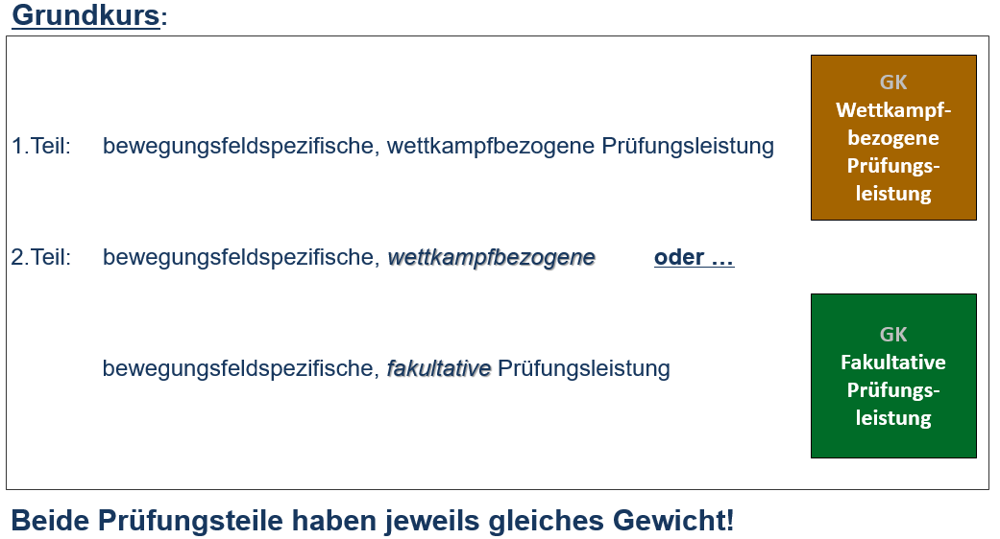 Grundkurs:
GK
Wettkampf-
bezogene
Prüfungs-
leistung
1.Teil: bewegungsfeldspezifische, wettkampfbezogene Prüfungsleistung
2.Teil: bewegungsfeldspezifische, wettkampfbezogene oder …
bewegungsfeldspezifische, fakultative Prüfungsleistung
GK
Fakultative
Prüfungs-
leistung
Beide Prüfungsteile haben jeweils gleiches Gewicht!